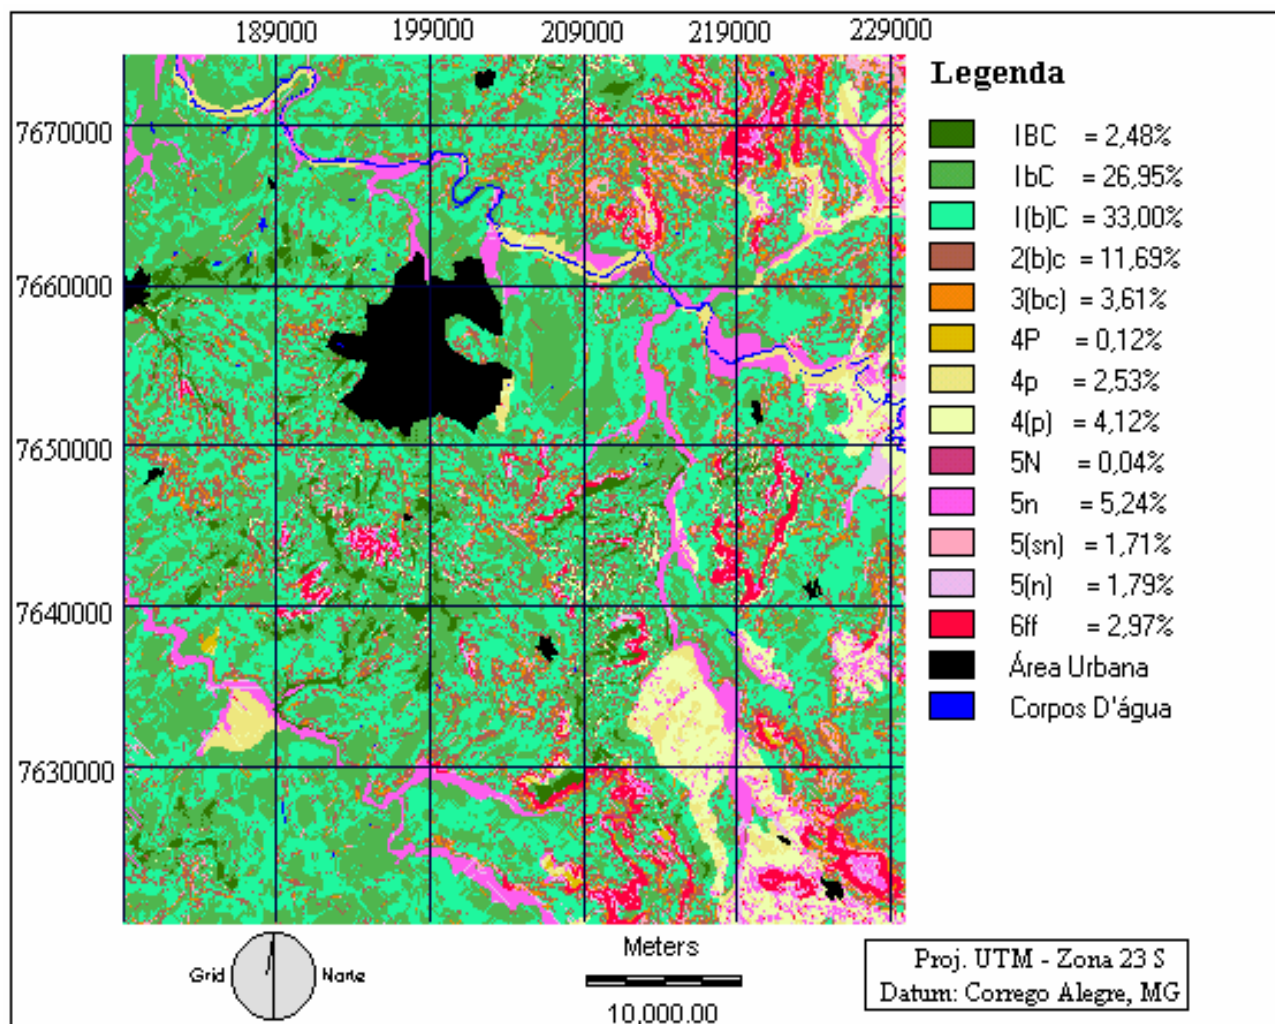 189000 199000 209000 219000 229000
7670000
7660000
7650000
7640000
7630000
Legenda
1BC = 2,48%
1bC = 26,95%
1(b)C = 33,00%
2(b)c = 11,69%
3(bc) = 3,61%
4P = 0,12%
4p = 2,53%
4(p) = 4,12%
5N = 0,04%
5n = 5,24%
5(sn) = 1,71%
5(n) = 1,79%
6ff = 2,97%
Área Urbana
Corpos D'água
Grid Norte
Meters
10,000.00
Proj. UTM - Zona 23 S
Datum: Corrego Alegre, MG